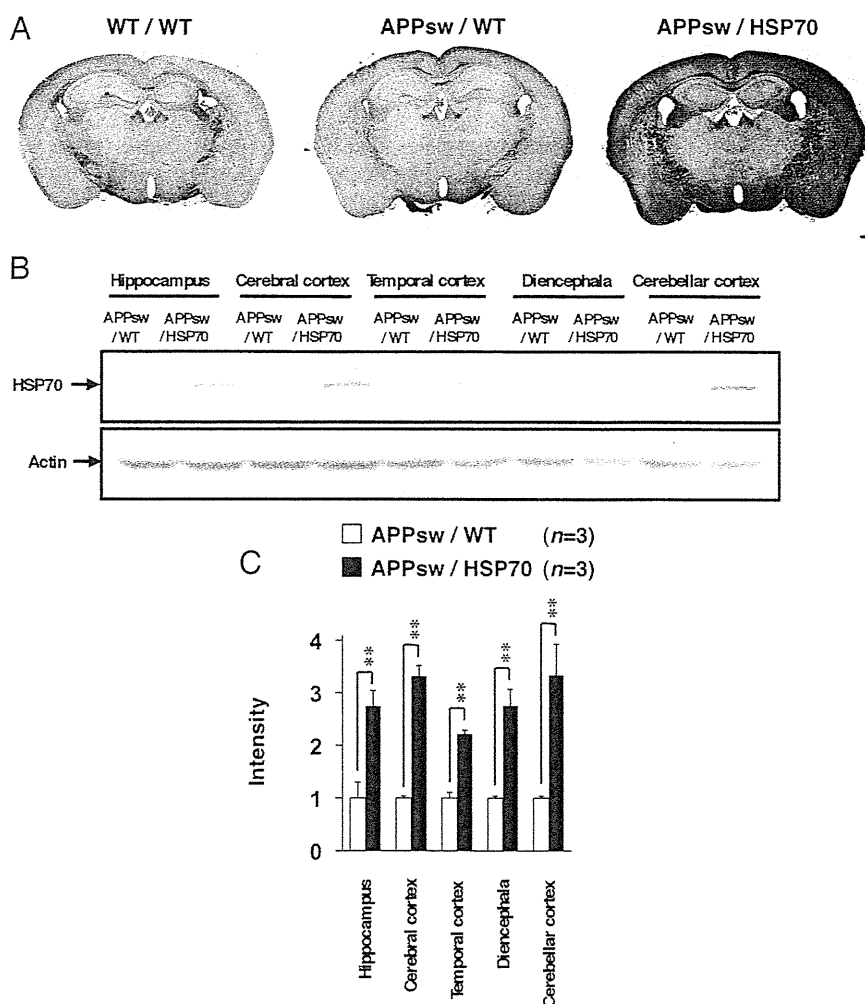 A
WT / WT
APPsw / WT
APPsw / HSP70
B
Hippocampus
Cerebral cortex
Temporal cortex
Diencephala
Cerebellar cortex
APPsw / WT
APPsw / HSP70
APPsw / WT
APPsw / HSP70
APPsw / WT
APPsw / HSP70
APPsw / WT
APPsw / HSP70
APPsw / WT
APPsw / HSP70
HSP70
Actin
C
APPsw / WT (n=3)
APPsw / HSP70 (n=3)
Intensity
4
3
2
1
0
**
**
**
**
**
Hippocampus
Cerebral cortex
Temporal cortex
Diencephala
Cerebellar cortex